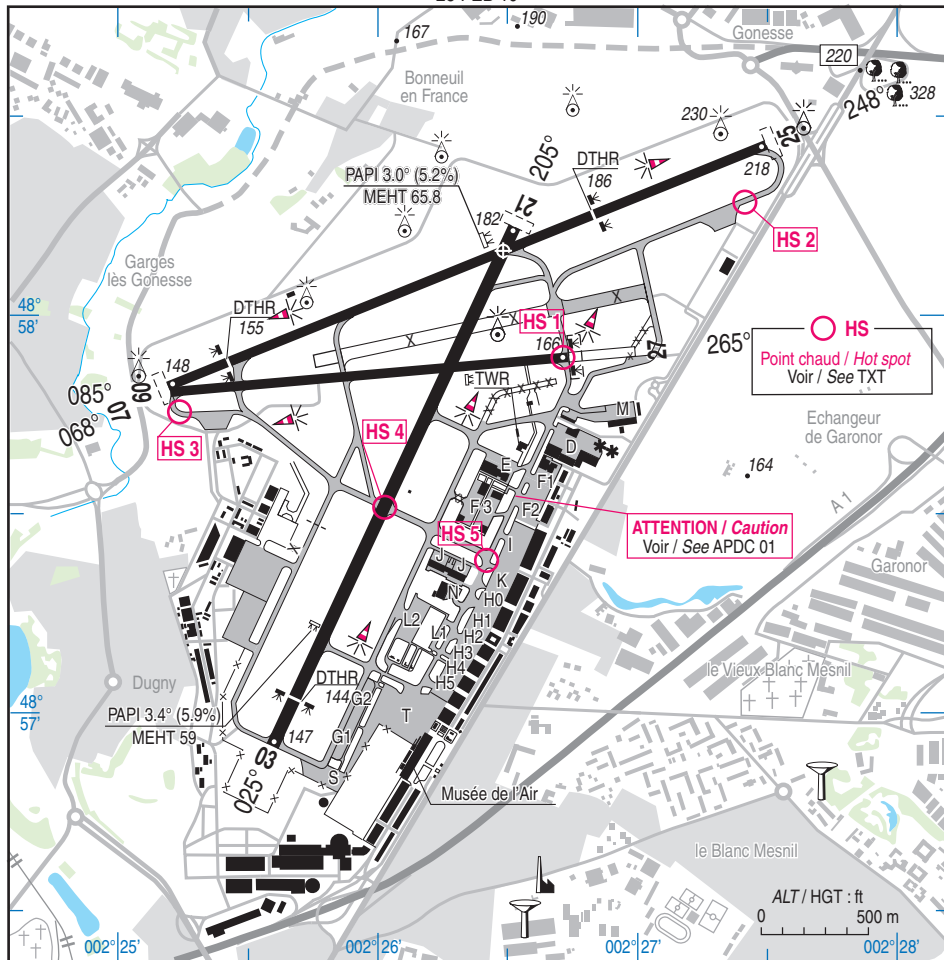 190
167
Gonesse
220
328
248°
Bonneuil
en France
230
25
205°
DTHR
186
218
PAPI 3.0° (5.2%)
MEHT 65.8
21
182
HS 2
Garges
lès Gonesse
48°
58'
DTHR
155
HS 1
166
27
265°
HS
Point chaud / Hot spot
Voir / See TXT
148
085°
09
07
068°
TWR
HS 3
HS 4
M
D
Echangeur
de Garonor
164
A 1
E
F1
F3
F2
ATTENTION / Caution
Voir / See APDC 01
HS 5
I
J
J
K
Garonor
N
H0
L2
H1
L1
H2
H3
H4
H5
le Vieux Blanc Mesnil
Dugny
DTHR
144
G2
48°
57'
PAPI 3.4° (5.9%)
MEHT 59
T
147
G1
03
025°
S
Musée de l'Air
le Blanc Mesnil
ALT / HGT : ft
0
500 m
002° 25'
002° 26'
002° 27'
002° 28'